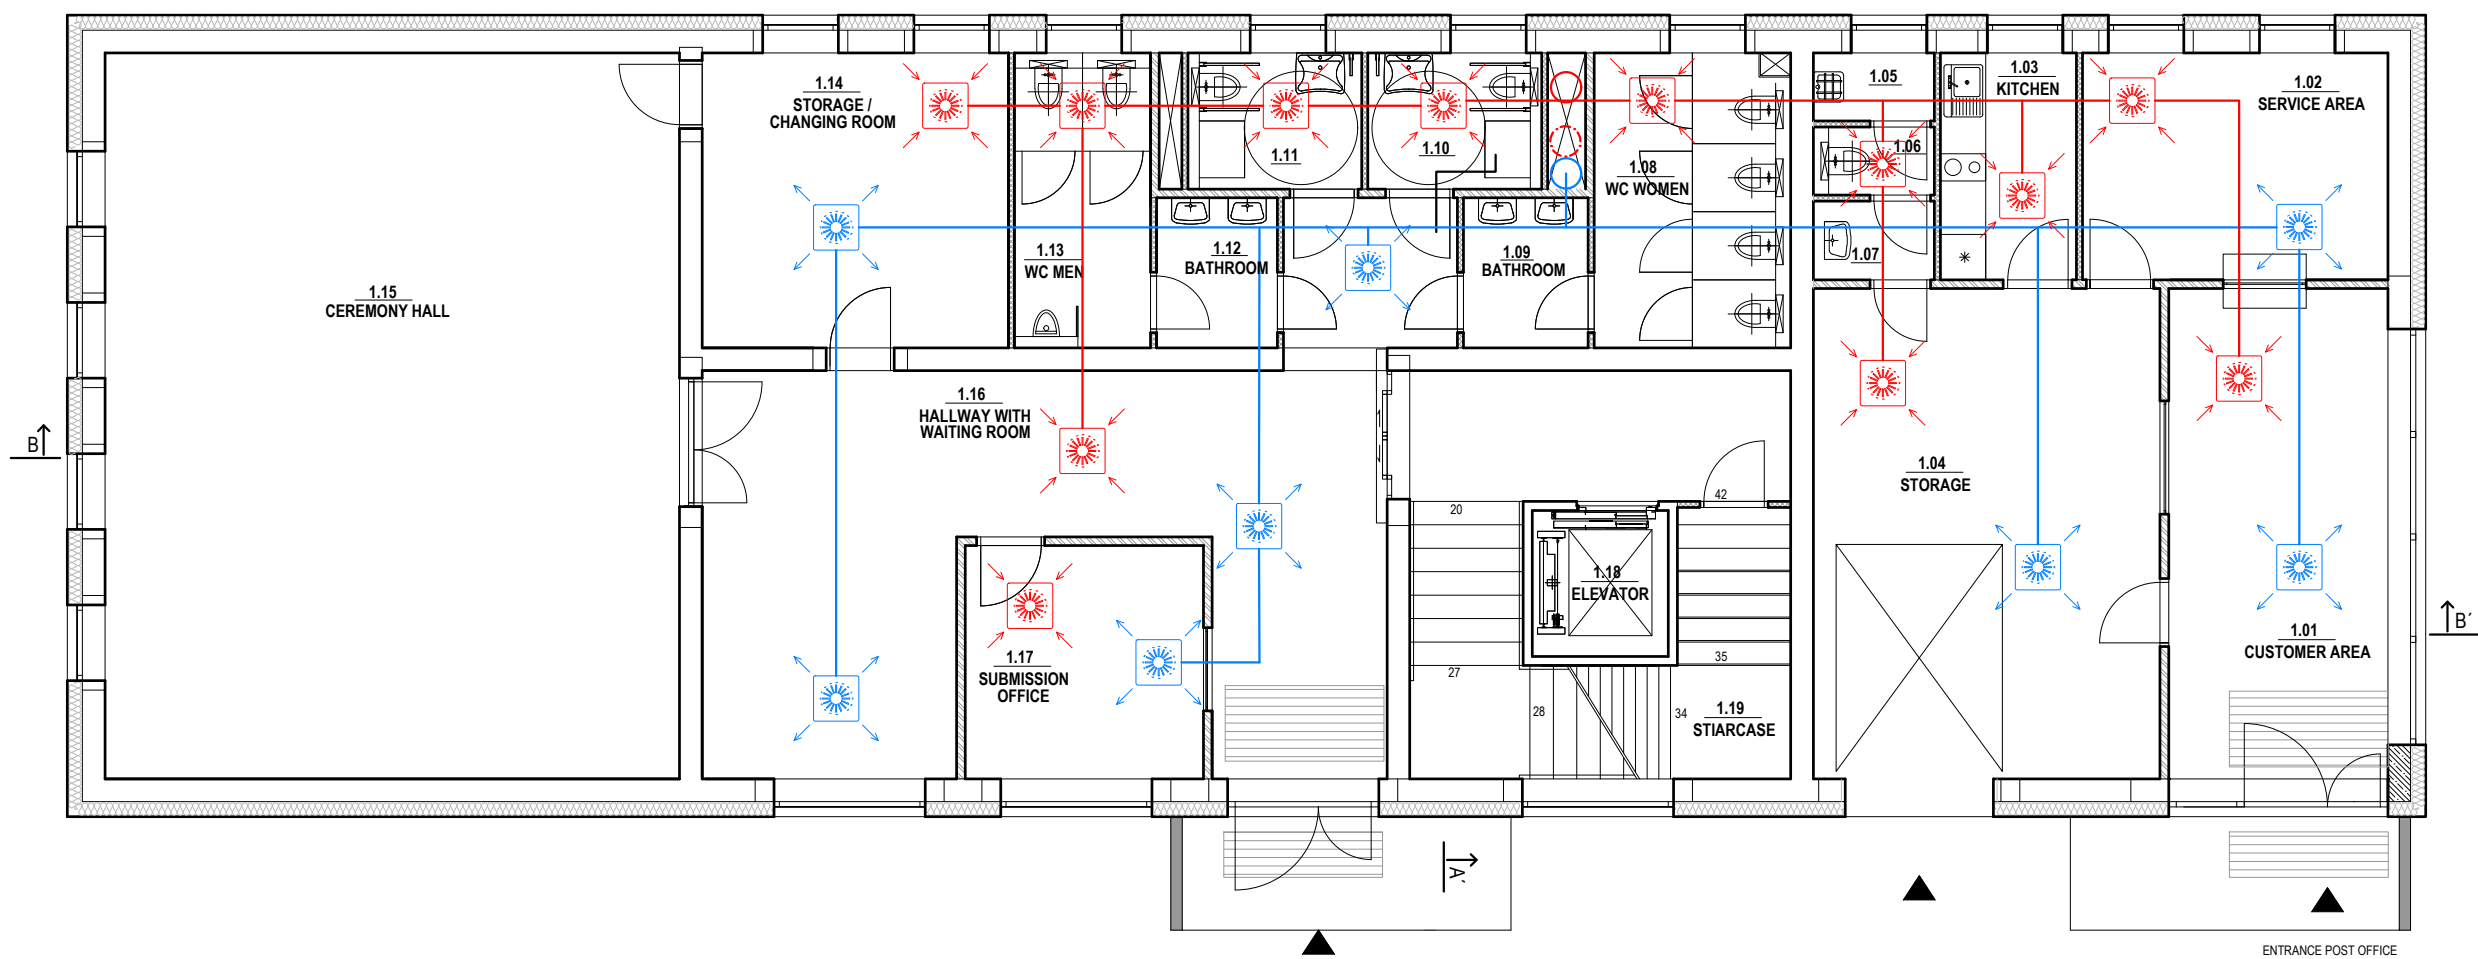 1.14
STORAGE /
CHANGING ROOM
1.11
1.10
1.08
WC WOMEN
1.05
1.06
1.07
1.03
KITCHEN
1.02
SERVICE AREA
1.13
WC MEN
1.12
BATHROOM
1.09
BATHROOM
1.15
CEREMONY HALL
1.16
HALLWAY WITH
WAITING ROOM
B
1.04
STORAGE
42
20
1.18
ELEVATOR
27
35
28
34
1.17
SUBMISSION
OFFICE
1.19
STIARCASE
1.01
CUSTOMER AREA
B´
A´
ENTRANCE POST OFFICE